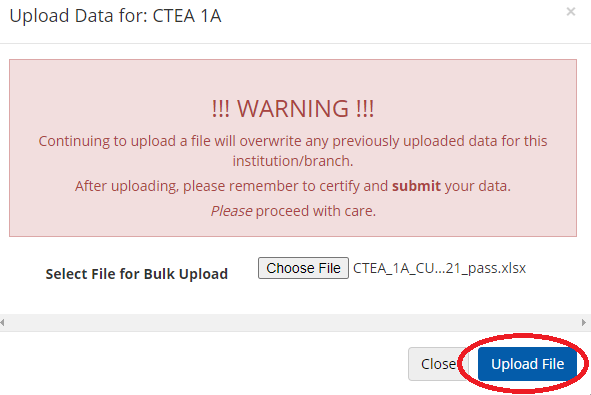 Upload Data for: CTEA 1A ×
!!! WARNING !!!
Continuing to upload a file will overwrite any previously uploaded data for this
institution/branch.
After uploading, please remember to certify and submit your data.
Please proceed with care.
Select File for Bulk Upload Choose File CTEA_1A_CU...21_pass.xlsx
Close Upload File